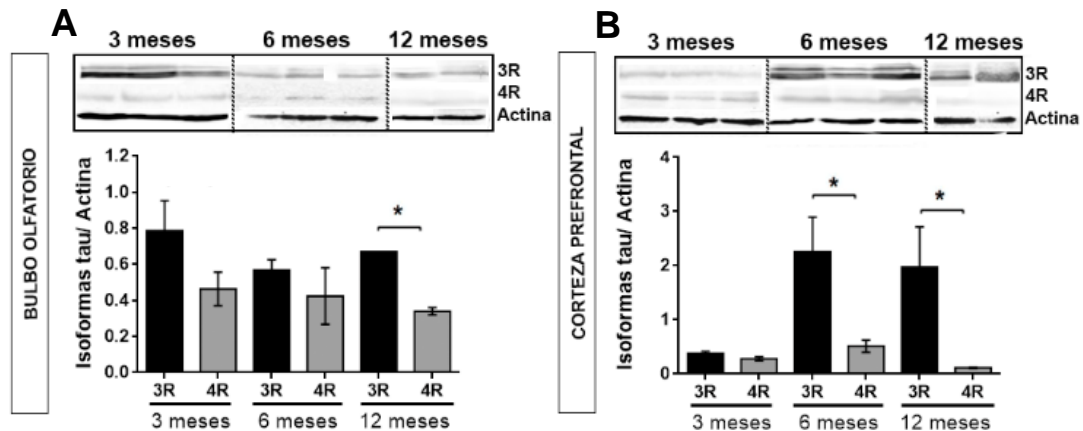 A
3 meses 6 meses 12 meses
3R
4R
Actina
BULBO OLFATORIO
Isoformas tau/ Actina
1.2
1.0
0.8
0.6
0.4
0.2
0.0
*
3R 4R 3R 4R 3R 4R
3 meses 6 meses 12 meses
B
3 meses 6 meses 12 meses
3R
4R
Actina
CORTEZA PREFRONTAL
Isoformas tau/ Actina
4
3
2
1
0
* *
3R 4R 3R 4R 3R 4R
3 meses 6 meses 12 meses